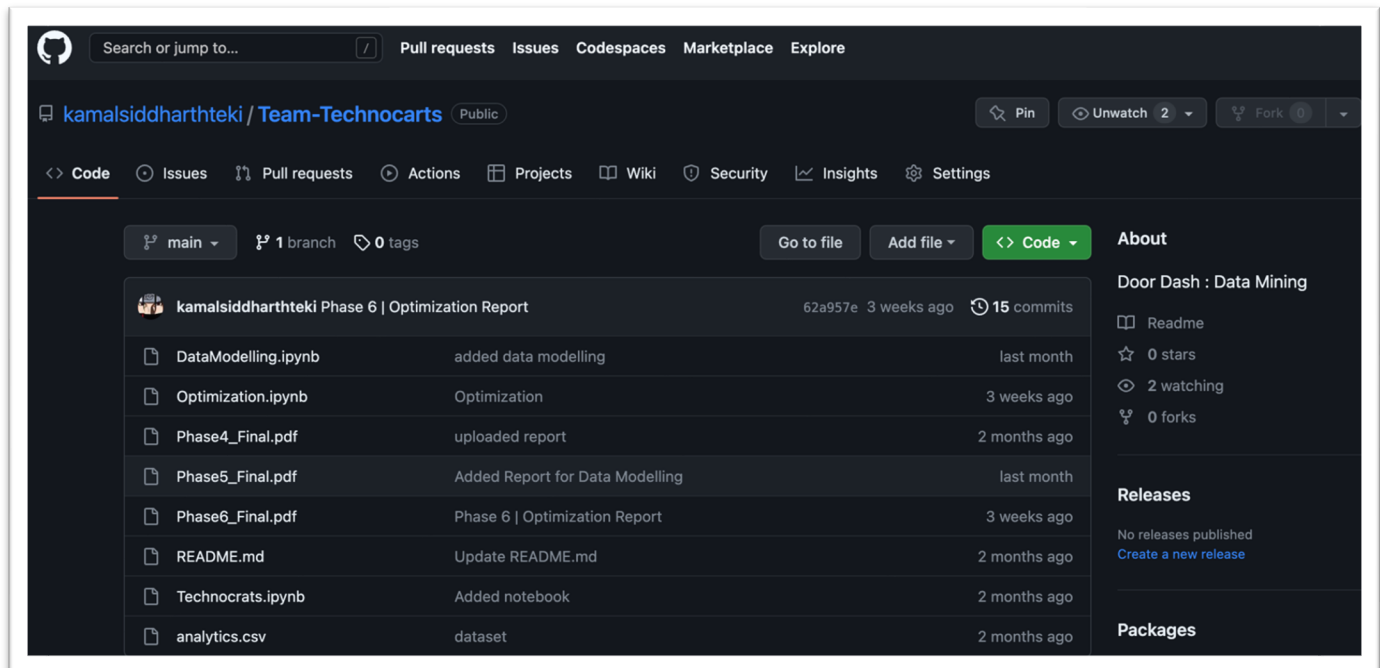 Search or jump to... / Pull requests Issues Codespaces Marketplace Explore
kamalsiddharthteki / Team-Technocarts Public Pin Unwatch 2 Fork 0
Code Issues Pull requests Actions Projects Wiki Security Insights Settings
main 1 branch 0 tags Go to file Add file Code
kamalsiddharthteki Phase 6 | Optimization Report 62a957e 3 weeks ago 15 commits
DataModelling.ipynb added data modelling last month
Optimization.ipynb Optimization 3 weeks ago
Phase4_Final.pdf uploaded report 2 months ago
Phase5_Final.pdf Added Report for Data Modelling last month
Phase6_Final.pdf Phase 6 | Optimization Report 3 weeks ago
README.md Update README.md 2 months ago
Technocrats.ipynb Added notebook 2 months ago
analytics.csv dataset 2 months ago
About
Door Dash : Data Mining
Readme
0 stars
2 watching
0 forks
Releases
No releases published
Create a new release
Packages